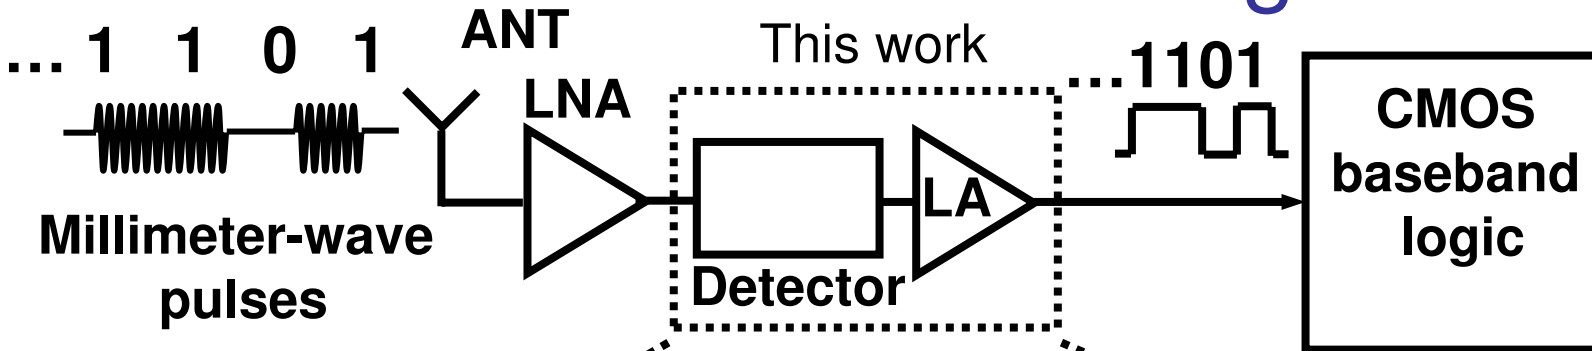 ... 1 1 0 1
ANT
LNA
This work
...1101
CMOS
baseband
logic
LA
Detector
Millimeter-wave
pulses